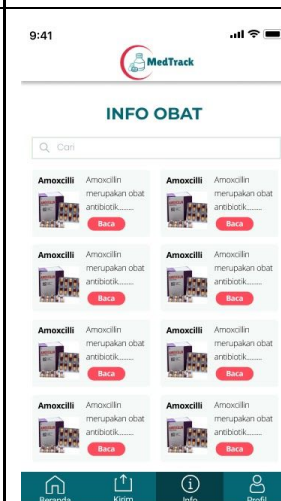 9:41
MedTrack
INFO OBAT
Cari
Amoxcilli
Amoxcillin
merupakan obat
antibiotik.........
Baca
Amoxcilli
Amoxcillin
merupakan obat
antibiotik.........
Baca
Amoxcilli
Amoxcillin
merupakan obat
antibiotik.........
Baca
Amoxcilli
Amoxcillin
merupakan obat
antibiotik.........
Baca
Amoxcilli
Amoxcillin
merupakan obat
antibiotik.........
Baca
Amoxcilli
Amoxcillin
merupakan obat
antibiotik.........
Baca
Amoxcilli
Amoxcillin
merupakan obat
antibiotik.........
Baca
Amoxcilli
Amoxcillin
merupakan obat
antibiotik.........
Baca
Beranda
Kirim
Info
Profil